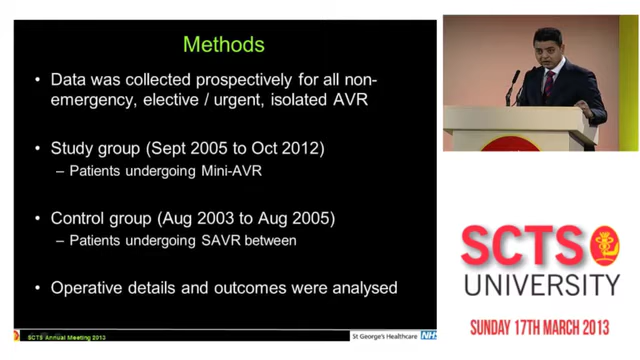 Methods
• Data was collected prospectively for all non-
emergency, elective / urgent, isolated AVR
• Study group (Sept 2005 to Oct 2012)
– Patients undergoing Mini-AVR
• Control group (Aug 2003 to Aug 2005)
– Patients undergoing SAVR between
• Operative details and outcomes were analysed
SCTS Annual Meeting 2013
St George's Healthcare NHS
SCTS
UNIVERSITY
SUNDAY 17TH MARCH 2013